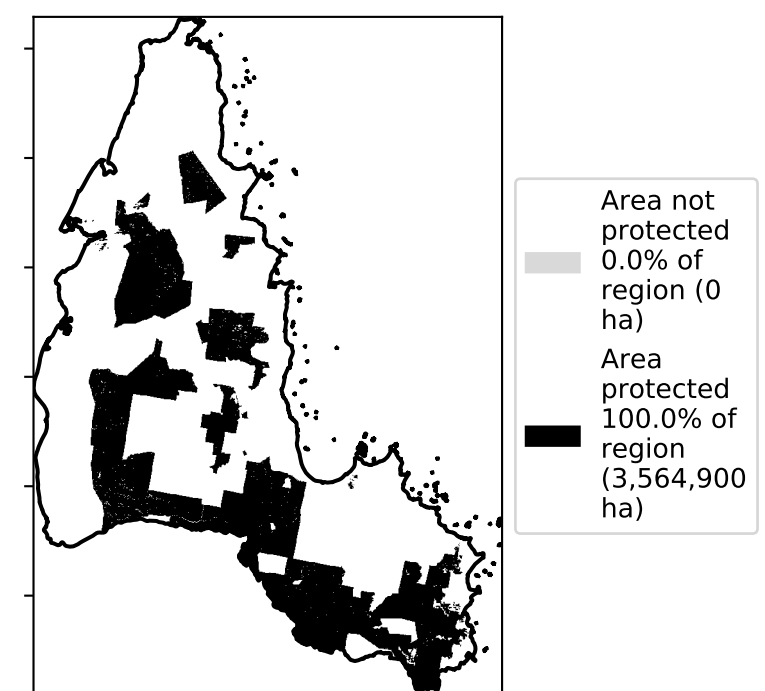 Area not
protected
0.0% of
region (0
ha)
Area
protected
100.0% of
region
(3,564,900
ha)